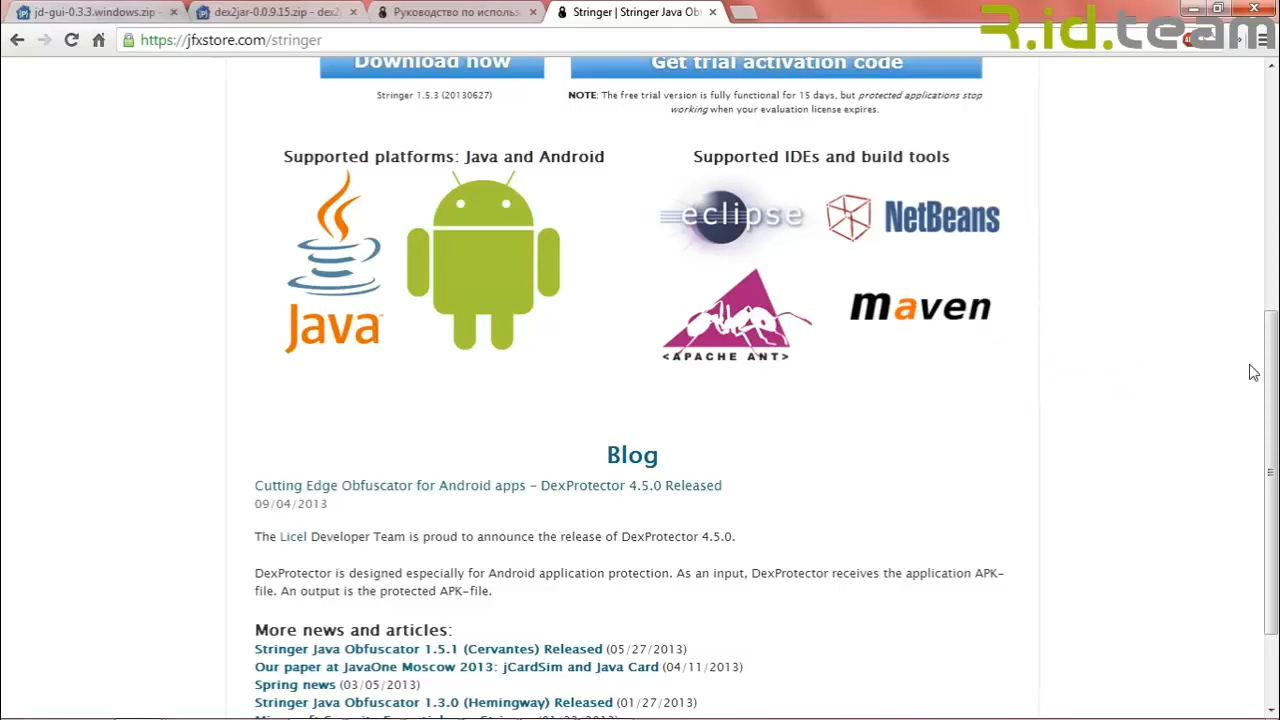 jd-gui-0.3.3.windows.zip -
dex2jar-0.0.9.15.zip - dex2
Руководство по использ
Stringer | Stringer Java Ob
R.id.team
https://jfxstore.com/stringer
Download now
Get trial activation code
Stringer 1.5.3 (20130627)
NOTE: The free trial version is fully functional for 15 days, but protected applications stop
working when your evaluation license expires.
Supported platforms: Java and Android
Supported IDEs and build tools
Java
eclipse
NetBeans
<APACHE ANT>
maven
Blog
Cutting Edge Obfuscator for Android apps – DexProtector 4.5.0 Released
09/04/2013
The Licel Developer Team is proud to announce the release of DexProtector 4.5.0.
DexProtector is designed especially for Android application protection. As an input, DexProtector receives the application APK-
file. An output is the protected APK-file.
More news and articles:
Stringer Java Obfuscator 1.5.1 (Cervantes) Released (05/27/2013)
Our paper at JavaOne Moscow 2013: jCardSim and Java Card (04/11/2013)
Spring news (03/05/2013)
Stringer Java Obfuscator 1.3.0 (Hemingway) Released (01/27/2013)